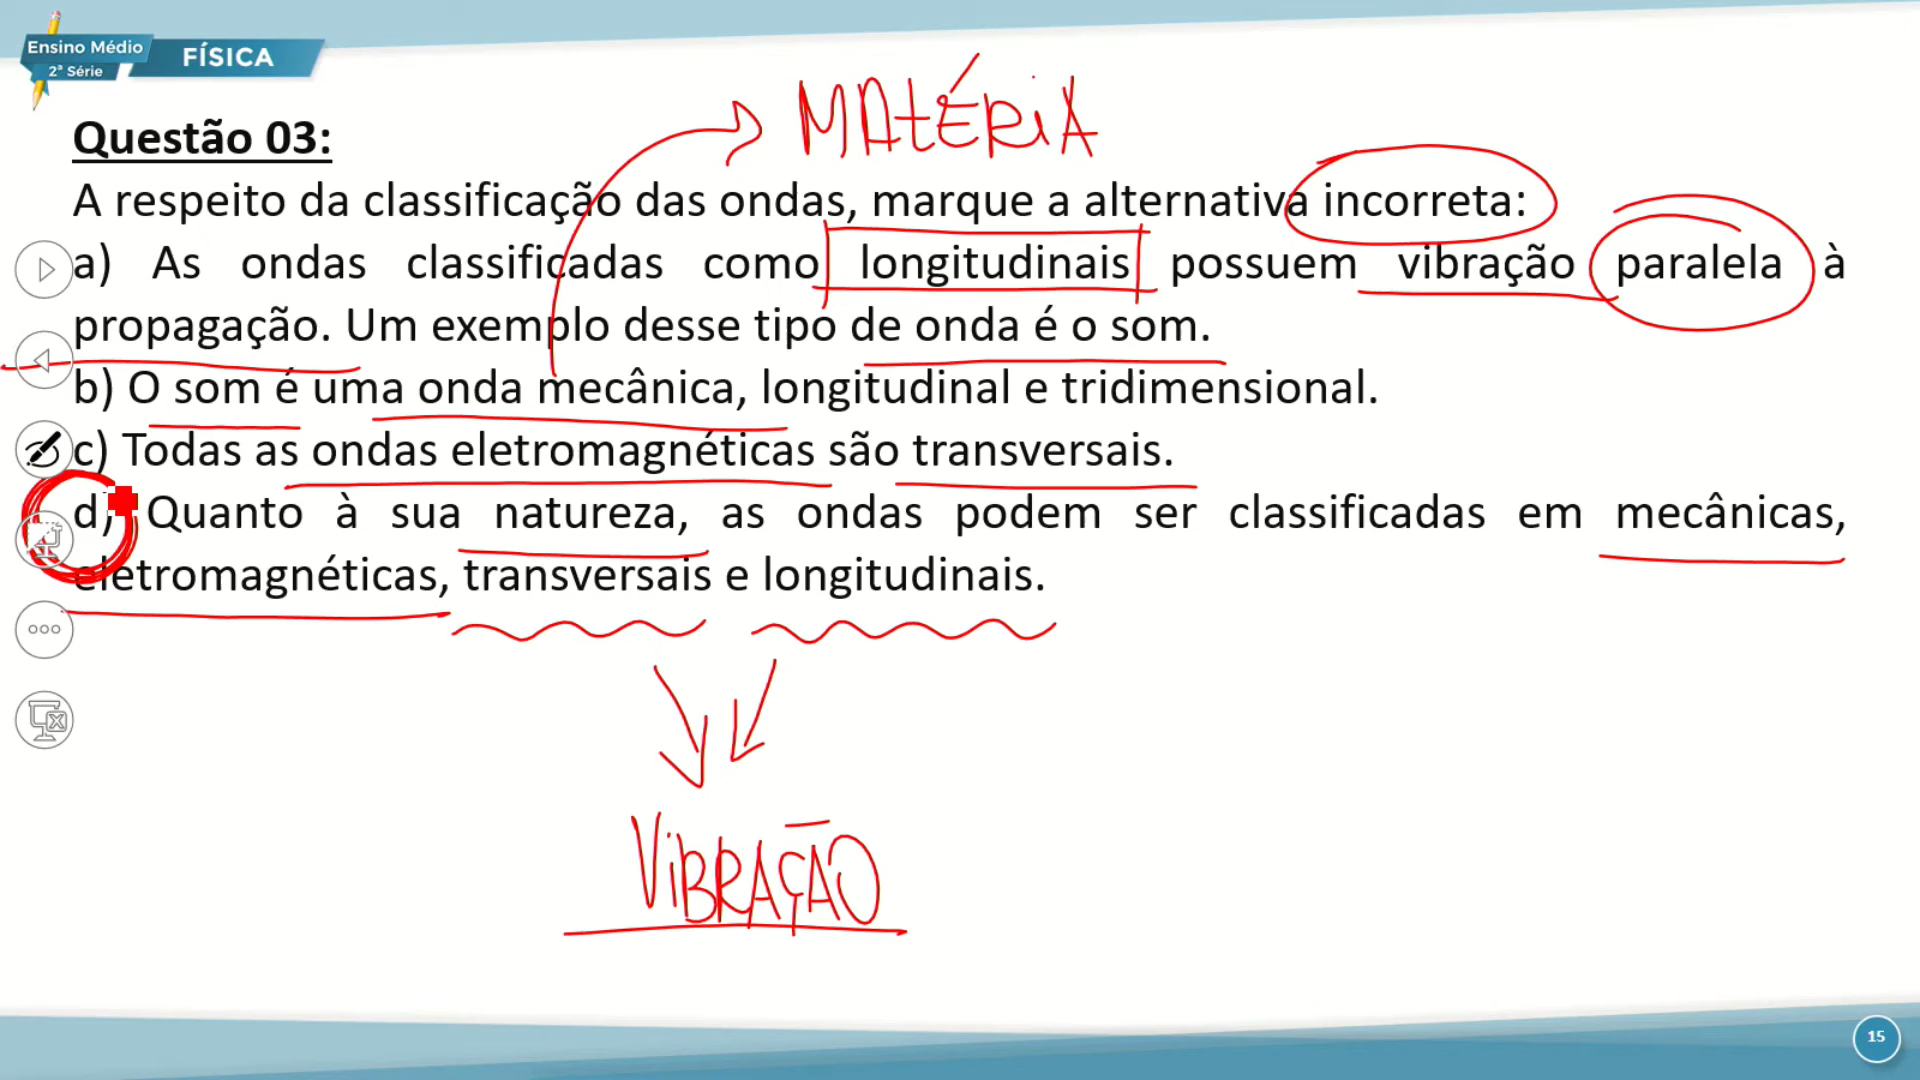 Ensino Médio
2ª Série
FÍSICA
MATÉRIA
Questão 03:
A respeito da classificação das ondas, marque a alternativa incorreta:
a) As ondas classificadas como longitudinais possuem vibração paralela à
propagação. Um exemplo desse tipo de onda é o som.
b) O som é uma onda mecânica, longitudinal e tridimensional.
c) Todas as ondas eletromagnéticas são transversais.
d) Quanto à sua natureza, as ondas podem ser classificadas em mecânicas,
eletromagnéticas, transversais e longitudinais.
VIBRAÇÃO
15